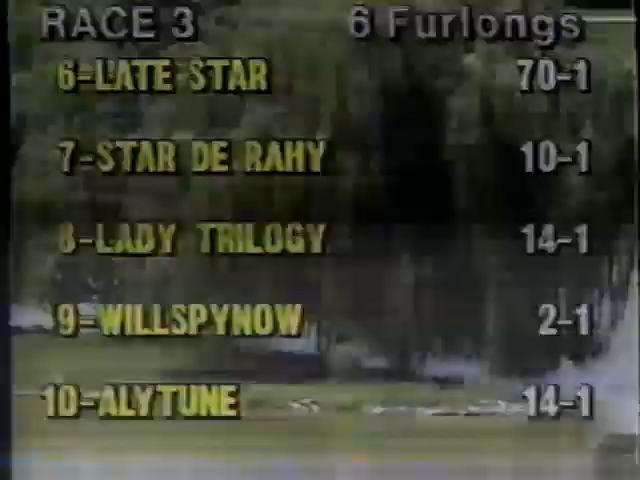 RACE 3 6 Furlongs
6-LATE STAR 70-1
7-STAR DE RAHY 10-1
8-LADY TRILOGY 14-1
9-WILLSPYNOW 2-1
10-ALYTUNE 14-1